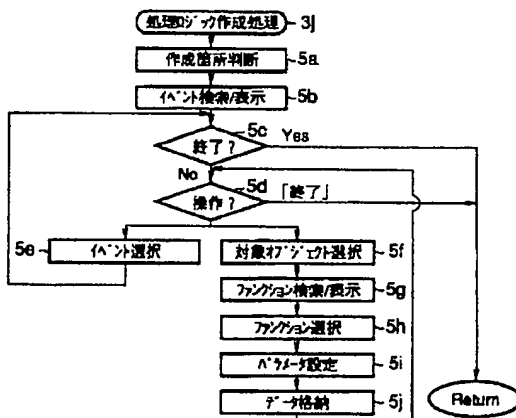 処理ロジック作成処理 3j
作成箇所判断 5a
イベント検索/表示 5b
終了? 5c Yes
No
操作? 5d 「終了」
5e イベント選択
対象オブジェクト選択 5f
ファンクション検索/表示 5g
ファンクション選択 5h
パラメータ設定 5i
データ格納 5j
Return